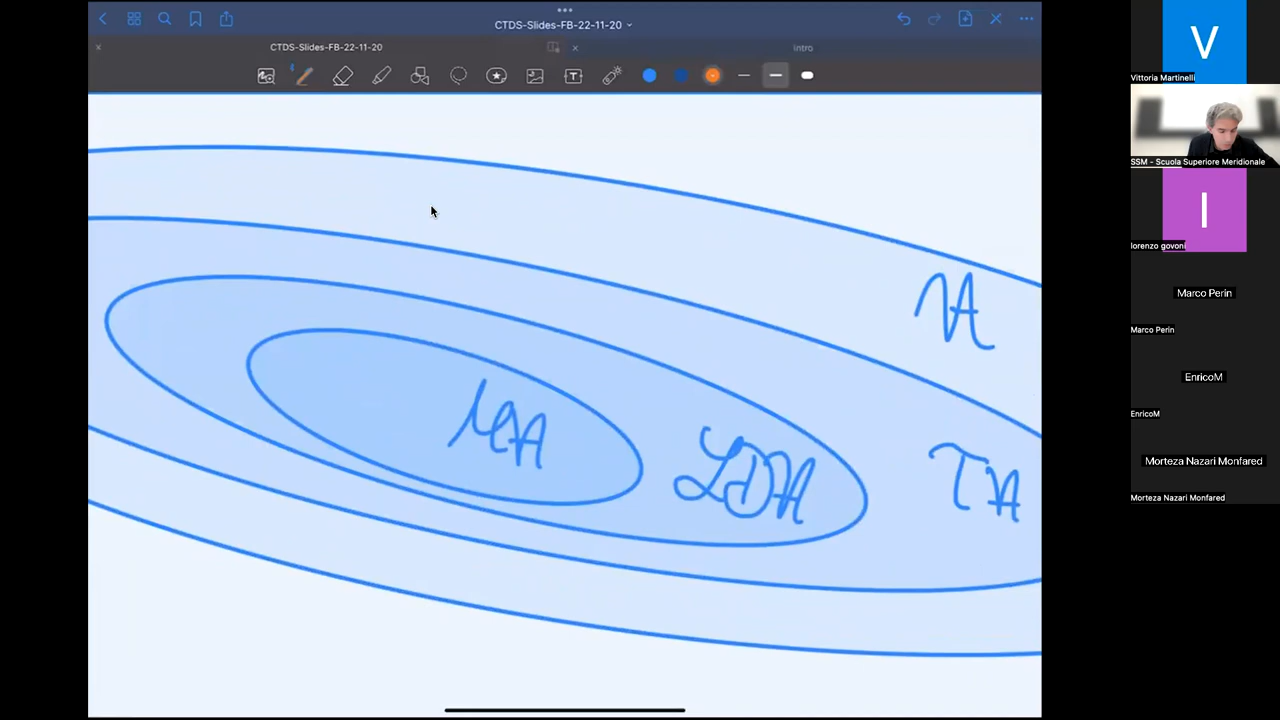 CTDS-Slides-FB-22-11-20
CTDS-Slides-FB-22-11-20
Intro
A
MA
LDA
TA
V
Vittoria Martinelli
SSM - Scuola Superiore Meridionale
l
lorenzo govoni
Marco Perin
Marco Perin
EnricoM
EnricoM
Morteza Nazari Monfared
Morteza Nazari Monfared